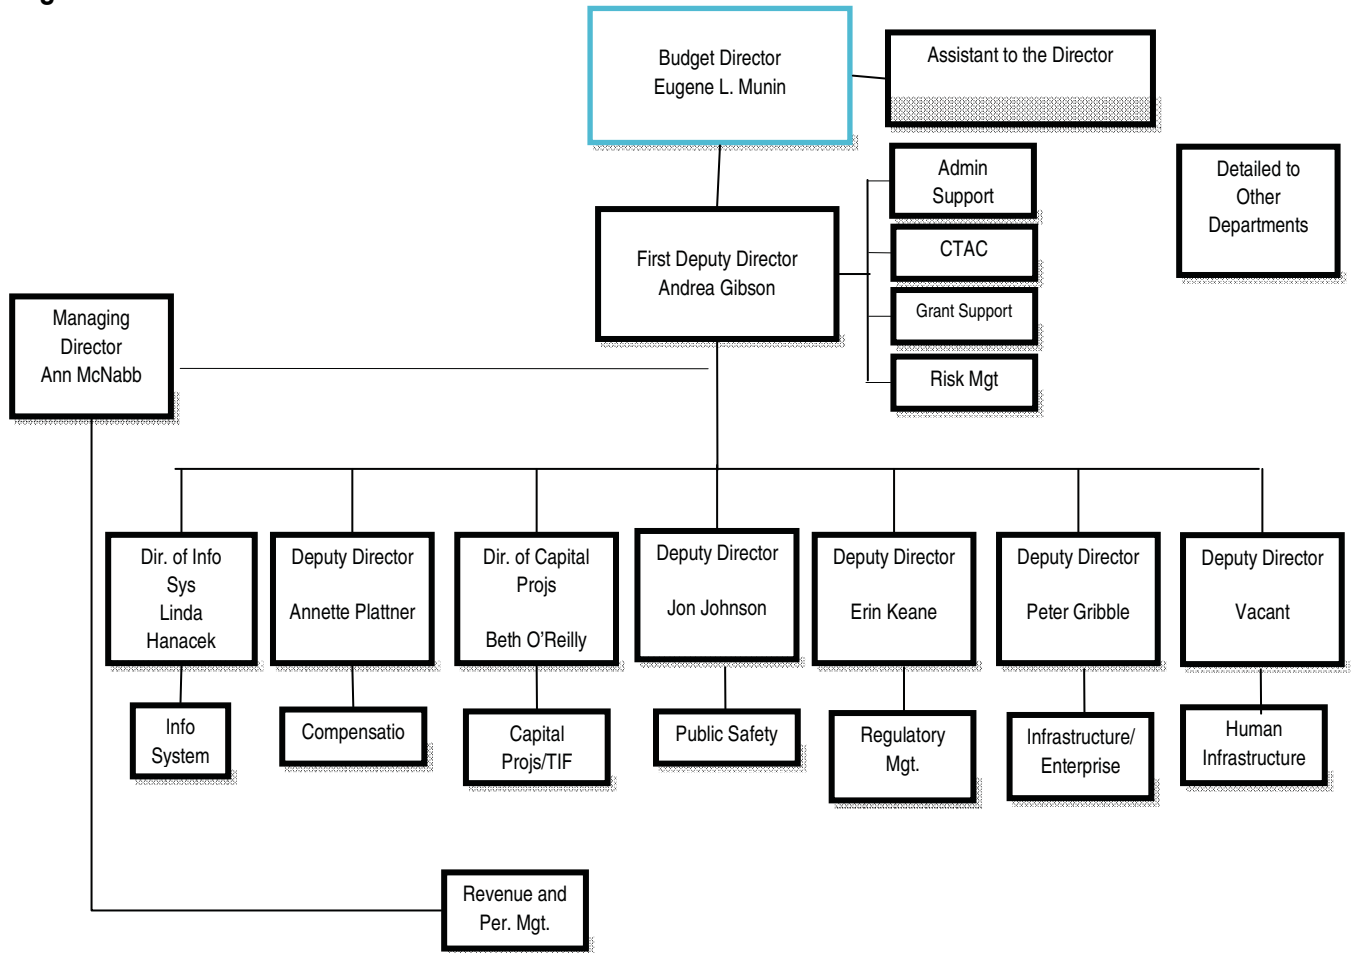 Budget Director
Eugene L. Munin
Assistant to the Director
Admin
Support
CTAC
Grant Support
Risk Mgt
Detailed to
Other
Departments
First Deputy Director
Andrea Gibson
Managing
Director
Ann McNabb
Dir. of Info
Sys
Linda
Hanacek
Deputy Director
Annette Plattner
Dir. of Capital
Projs
Beth O'Reilly
Deputy Director
Jon Johnson
Deputy Director
Erin Keane
Deputy Director
Peter Gribble
Deputy Director
Vacant
Info
System
Compensatio
Capital
Projs/TIF
Public Safety
Regulatory
Mgt.
Infrastructure/
Enterprise
Human
Infrastructure
Revenue and
Per. Mgt.